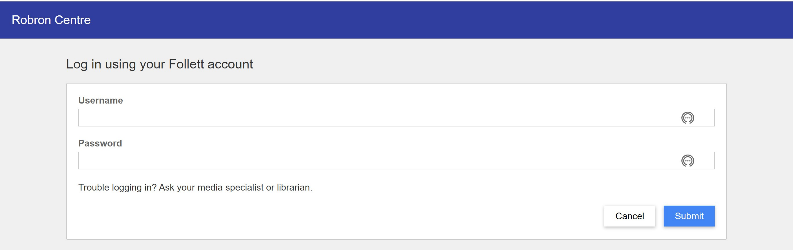 Robron Centre
Log in using your Follett account
Username
Password
Trouble logging in? Ask your media specialist or librarian.
Cancel Submit